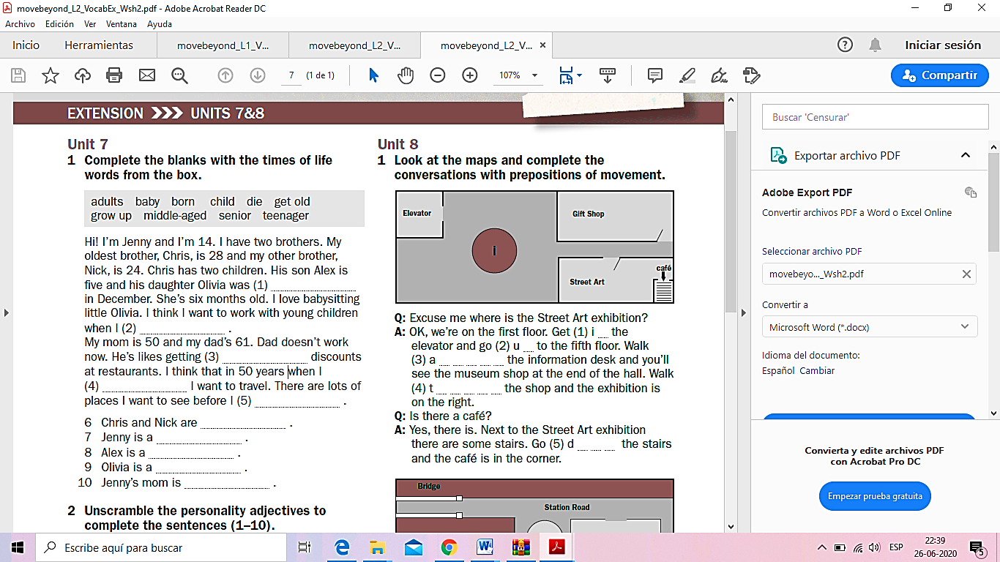 movebeyond_L2_VocabEx_Wsh2.pdf - Adobe Acrobat Reader DC
Archivo Edición Ver Ventana Ayuda
Inicio Herramientas movebeyond_L1_V... movebeyond_L2_V... movebeyond_L2_V... Iniciar sesión
7 (1 de 1) 107% Compartir
EXTENSION UNITS 7&8
Unit 7
1 Complete the blanks with the times of life
words from the box.
adults baby born child die get old
grow up middle-aged senior teenager
Hi! I'm Jenny and I'm 14. I have two brothers. My
oldest brother, Chris, is 28 and my other brother,
Nick, is 24. Chris has two children. His son Alex is
five and his daughter Olivia was (1)
in December. She's six months old. I love babysitting
little Olivia. I think I want to work with young children
when I (2) .
My mom is 50 and my dad's 61. Dad doesn't work
now. He's likes getting (3) discounts
at restaurants. I think that in 50 years when I
(4) I want to travel. There are lots of
places I want to see before I (5) .
6 Chris and Nick are .
7 Jenny is a .
8 Alex is a .
9 Olivia is a .
10 Jenny's mom is .
2 Unscramble the personality adjectives to
complete the sentences (1–10).
Unit 8
1 Look at the maps and complete the
conversations with prepositions of movement.
Elevator
Gift Shop
i
Street Art
café
Q: Excuse me where is the Street Art exhibition?
A: OK, we're on the first floor. Get (1) i __ the
elevator and go (2) u __ to the fifth floor. Walk
(3) a __ __ __ __ __ the information desk and you'll
see the museum shop at the end of the hall. Walk
(4) t __ __ __ __ __ the shop and the exhibition is
on the right.
Q: Is there a café?
A: Yes, there is. Next to the Street Art exhibition
there are some stairs. Go (5) d __ __ __ the stairs
and the café is in the corner.
Bridge
Station Road
Buscar 'Censurar'
Exportar archivo PDF
Adobe Export PDF
Convertir archivos PDF a Word o Excel Online
Seleccionar archivo PDF
movebeyo..._Wsh2.pdf
Convertir a
Microsoft Word (*.docx)
Idioma del documento:
Español Cambiar
Convierta y edite archivos PDF
con Acrobat Pro DC
Empezar prueba gratuita
Escribe aquí para buscar
ESP
22:39
26-06-2020
5